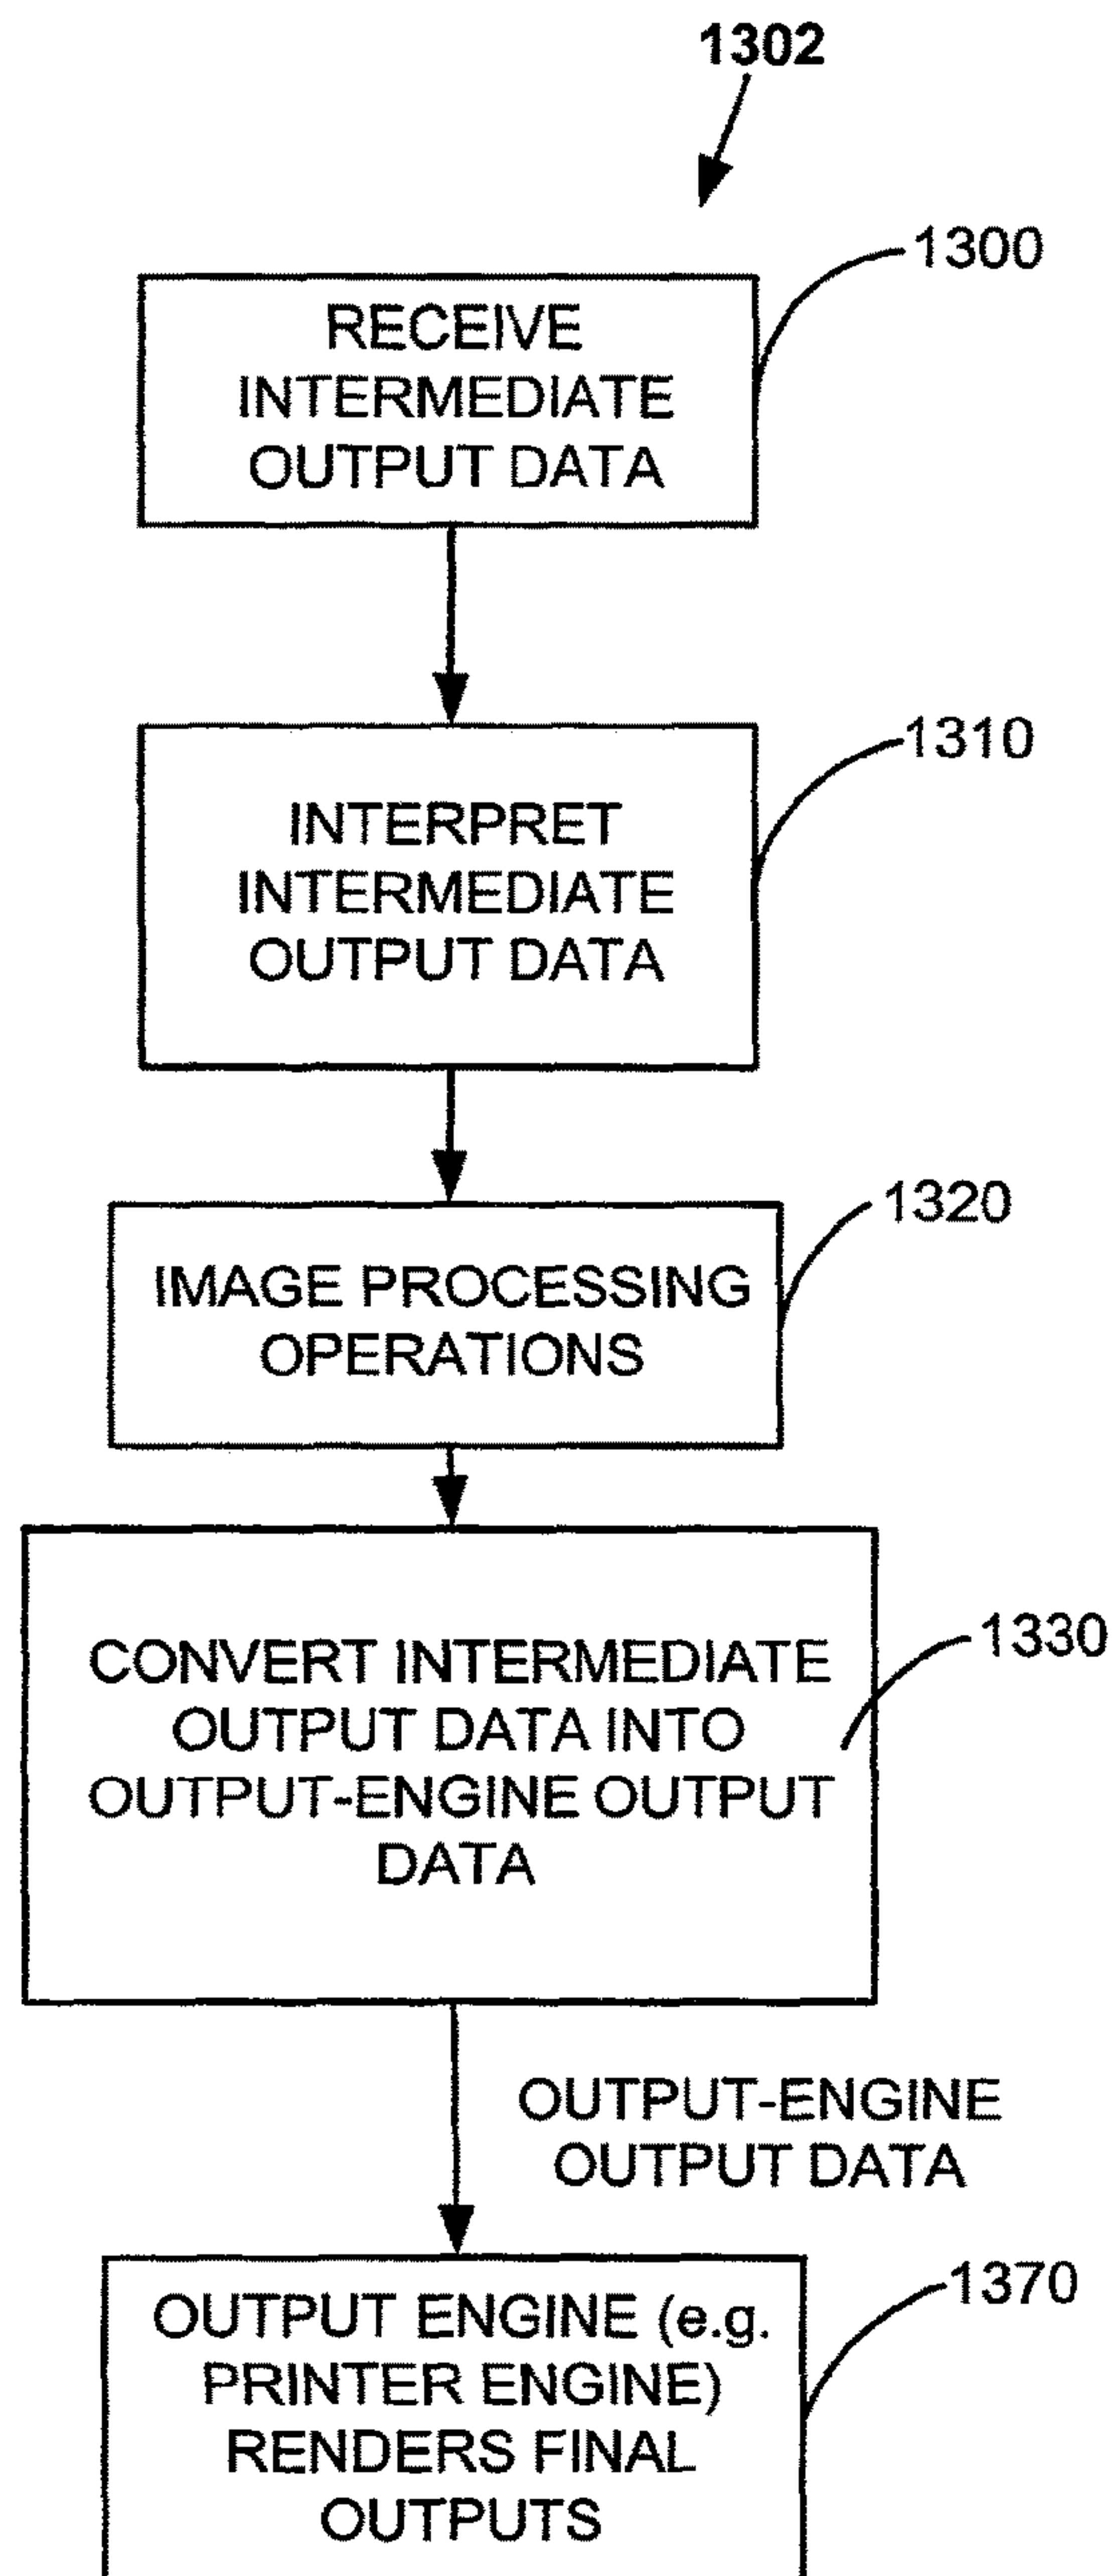 1302
1300
RECEIVE
INTERMEDIATE
OUTPUT DATA
1310
INTERPRET
INTERMEDIATE
OUTPUT DATA
1320
IMAGE PROCESSING
OPERATIONS
1330
CONVERT INTERMEDIATE
OUTPUT DATA INTO
OUTPUT-ENGINE OUTPUT
DATA
OUTPUT-ENGINE
OUTPUT DATA
1370
OUTPUT ENGINE (e.g.
PRINTER ENGINE)
RENDERS FINAL
OUTPUTS